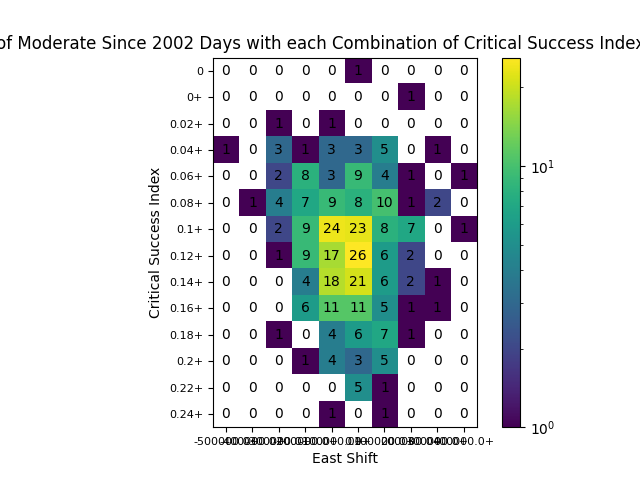 of Moderate Since 2002 Days with each Combination of Critical Success Index
0 0 0 0 0 0 1 0 0 0 0
0+ 0 0 0 0 0 0 0 1 0 0
0.02+ 0 0 1 0 1 0 0 0 0 0
0.04+ 1 0 3 1 3 3 5 0 1 0
0.06+ 0 0 2 8 3 9 4 1 0 1
0.08+ 0 1 4 7 9 8 10 1 2 0
0.1+ 0 0 2 9 24 23 8 7 0 1
0.12+ 0 0 1 9 17 26 6 2 0 0
0.14+ 0 0 0 4 18 21 6 2 1 0
0.16+ 0 0 0 6 11 11 5 1 1 0
0.18+ 0 0 1 0 4 6 7 1 0 0
0.2+ 0 0 0 1 4 3 5 0 0 0
0.22+ 0 0 0 0 0 5 1 0 0 0
0.24+ 0 0 0 0 1 0 1 0 0 0
East Shift
Critical Success Index
10¹
10⁰